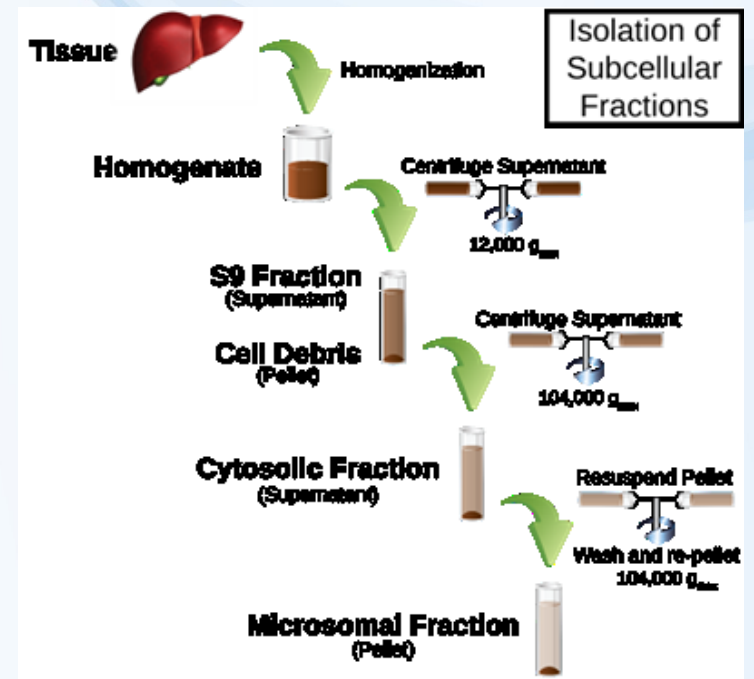 Isolation of
Subcellular
Fractions
Tissue
Homogenization
Homogenate
Centrifuge Supernatant
12,000 g
S9 Fraction
(Supernatant)
Cell Debris
(Pellet)
Centrifuge Supernatant
104,000 g
Cytosolic Fraction
(Supernatant)
Resuspend Pellet
Wash and re-pellet
104,000 g
Microsomal Fraction
(Pellet)